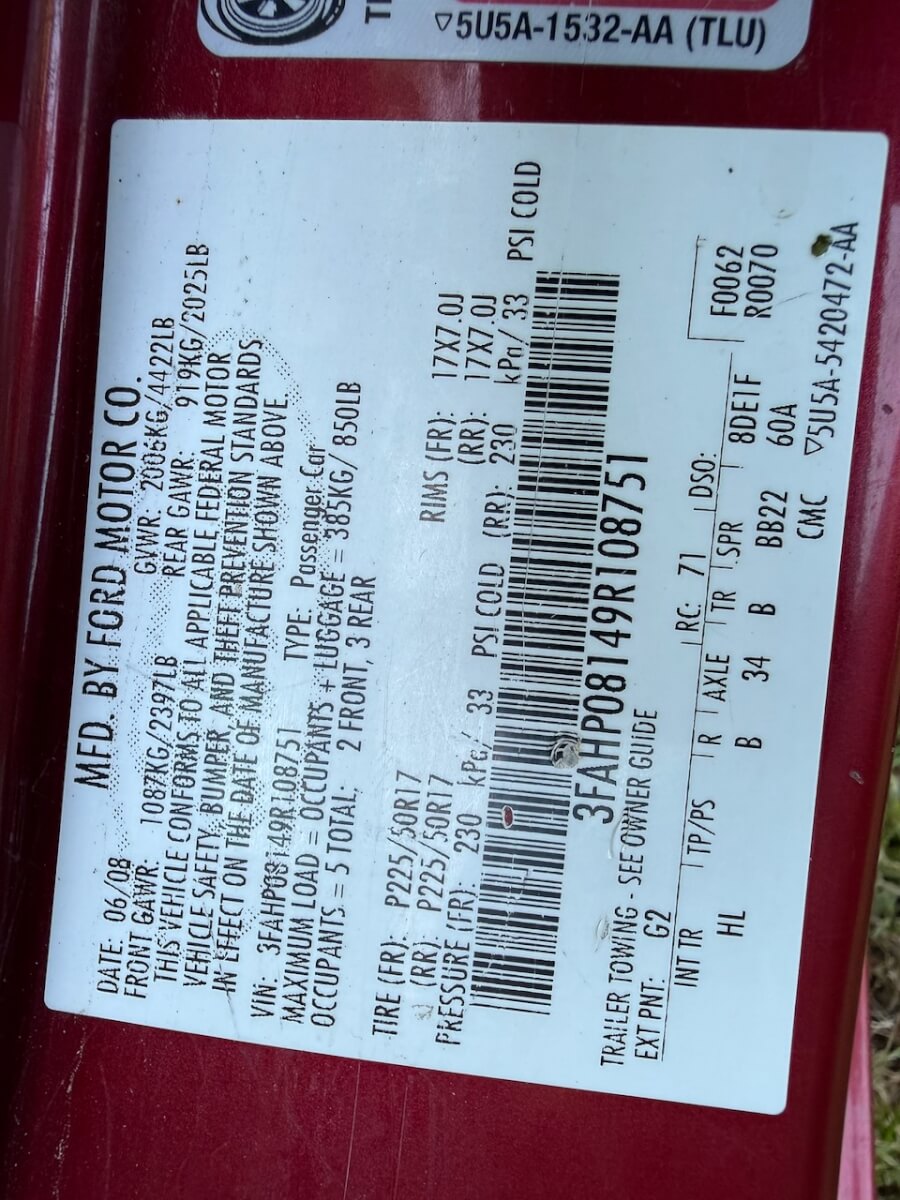 ▽5U5A-1532-AA (TLU)
MFD. BY FORD MOTOR CO.
DATE: 06/08 GVWR: 2006KG/4422LB
FRONT GAWR: 1087KG/2397LB REAR GAWR: 919KG/2025LB
THIS VEHICLE CONFORMS TO ALL APPLICABLE FEDERAL MOTOR
VEHICLE SAFETY, BUMPER, AND THEFT PREVENTION STANDARDS
IN EFFECT ON THE DATE OF MANUFACTURE SHOWN ABOVE.
VIN: 3FAHP08149R108751 TYPE: Passenger Car
MAXIMUM LOAD = OCCUPANTS + LUGGAGE = 385KG/ 850LB
OCCUPANTS = 5 TOTAL: 2 FRONT, 3 REAR
TIRE (FR): P225/50R17 RIMS (FR): 17X7.0J
(RR): P225/50R17 (RR): 17X7.0J
PRESSURE (FR): 230 kPa/ 33 PSI COLD (RR): 230 kPa/ 33 PSI COLD
3FAHP08149R108751
TRAILER TOWING - SEE OWNER GUIDE
EXT PNT: G2 RC: 71 DSO: F0062
INT TR TP/PS R AXLE TR SPR 8DE1F R0070
HL B 34 B BB22 60A
CMC ▽5U5A-5420472-AA